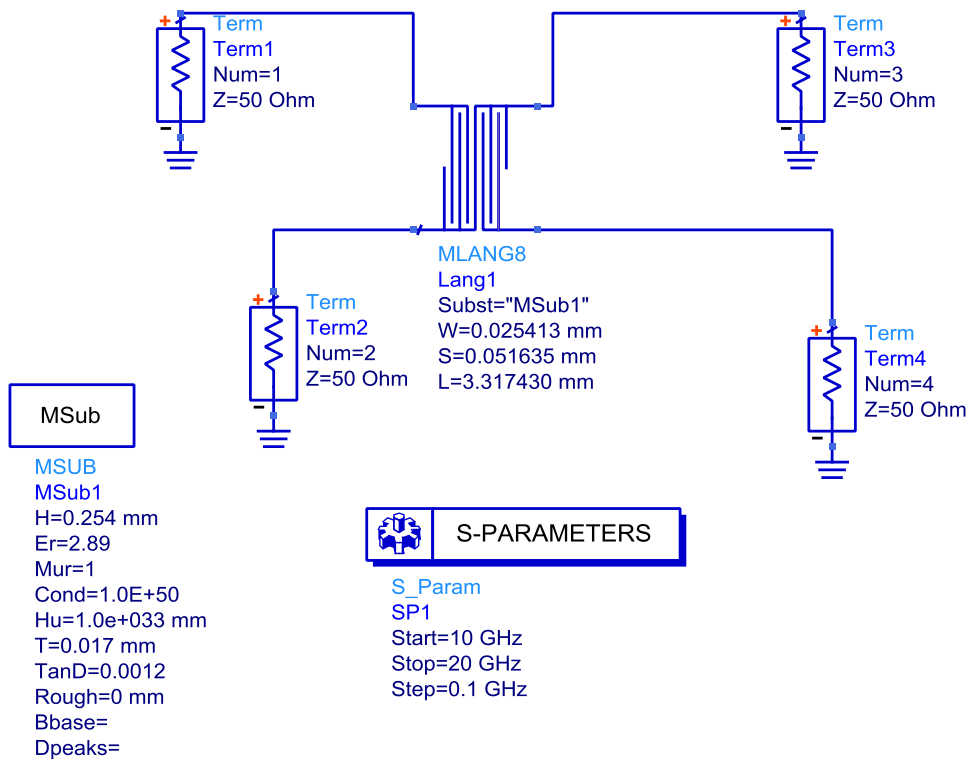 +
Term
Term1
Num=1
Z=50 Ohm
-
+
Term
Term3
Num=3
Z=50 Ohm
-
MLANG8
Lang1
Subst="MSub1"
W=0.025413 mm
S=0.051635 mm
L=3.317430 mm
+
Term
Term2
Num=2
Z=50 Ohm
-
+
Term
Term4
Num=4
Z=50 Ohm
-
MSub
MSUB
MSub1
H=0.254 mm
Er=2.89
Mur=1
Cond=1.0E+50
Hu=1.0e+033 mm
T=0.017 mm
TanD=0.0012
Rough=0 mm
Bbase=
Dpeaks=
S-PARAMETERS
S_Param
SP1
Start=10 GHz
Stop=20 GHz
Step=0.1 GHz